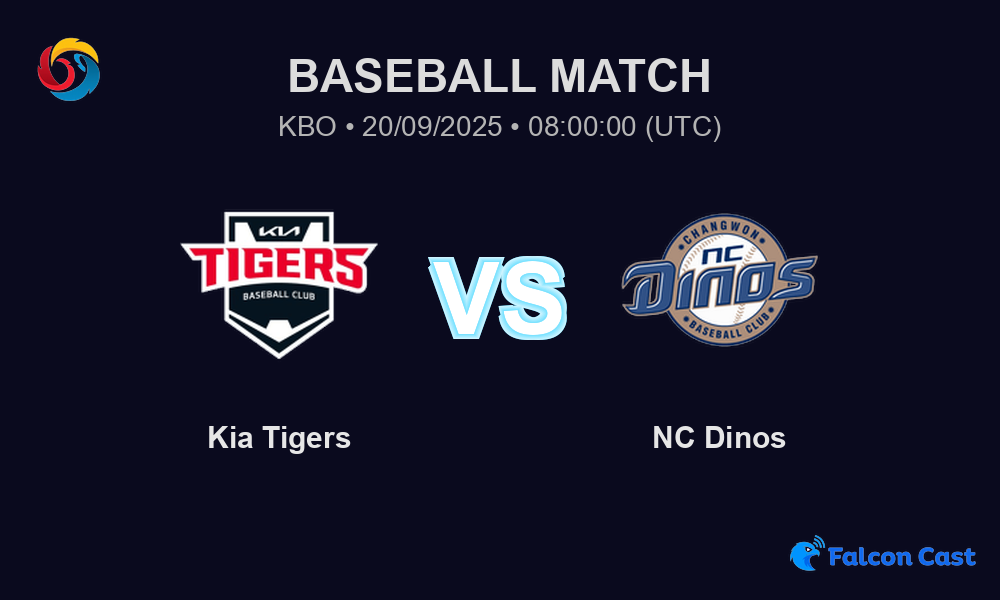 BASEBALL MATCH
KBO • 20/09/2025 • 08:00:00 (UTC)
KIA
TIGERS
BASEBALL CLUB
VS
CHANGWON
NC
DINOS
BASEBALL CLUB
Kia Tigers
NC Dinos
Falcon Cast